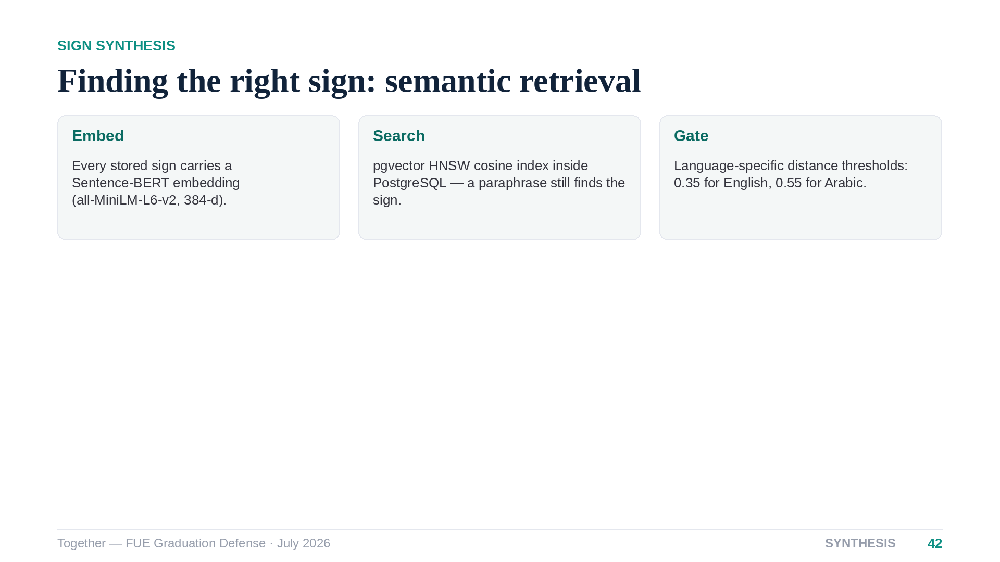 SIGN SYNTHESIS
Finding the right sign: semantic retrieval
Embed
Every stored sign carries a
Sentence-BERT embedding
(all-MiniLM-L6-v2, 384-d).
Search
pgvector HNSW cosine index inside
PostgreSQL — a paraphrase still finds the
sign.
Gate
Language-specific distance thresholds:
0.35 for English, 0.55 for Arabic.
Together — FUE Graduation Defense · July 2026
SYNTHESIS 42